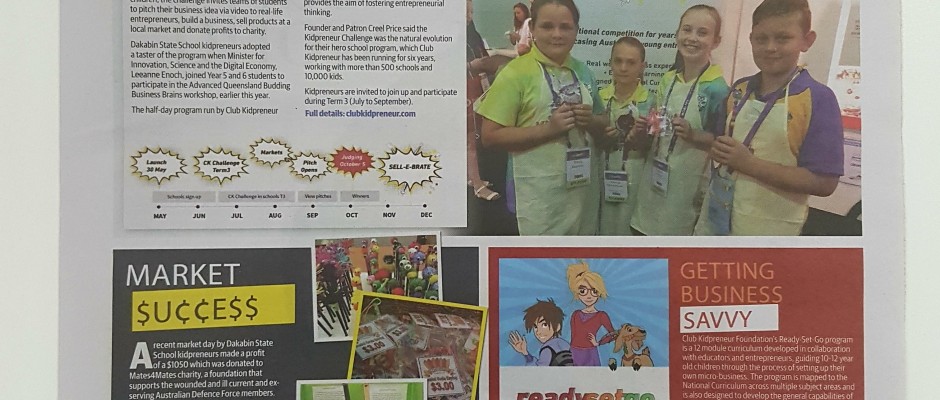 children, the challenge invites teams of students
to pitch their business idea via video to real-life
entrepreneurs, build a business, sell products at a
local market and donate profits to charity.
Dakabin State School kidpreneurs adopted
a taster of the program when Minister for
Innovation, Science and the Digital Economy,
Leeanne Enoch, joined Year 5 and 6 students to
participate in the Advanced Queensland Budding
Business Brains workshop, earlier this year.
The half-day program run by Club Kidpreneur
provides the aim of fostering entrepreneurial
thinking.
Founder and Patron Creel Price said the
Kidpreneur Challenge was the natural evolution
for their hero school program, which Club
Kidpreneur has been running for six years,
working with more than 500 schools and
10,000 kids.
Kidpreneurs are invited to join up and participate
during Term 3 (July to September).
Full details: clubkidpreneur.com
Launch
30 May
CK Challenge
Term3
Markets
Pitch
Opens
Judging
October 5
SELL-E-BRATE
Schools sign up
CK Challenge in schools T3
View pitches
Winners
MAY JUN JUL AUG SEP OCT NOV DEC
MARKET
$U¢¢E$$
A recent market day by Dakabin State
School kidpreneurs made a profit
of a $1050 which was donated to
Mates4Mates charity, a foundation that
supports the wounded and ill current and ex-
serving Australian Defence Force members.
$3.00
$3.00
GETTING
BUSINESS
SAVVY
Club Kidpreneur Foundation's Ready-Set-Go program
is a 12 module curriculum developed in collaboration
with educators and entrepreneurs, guiding 10-12 year
old children through the process of setting up their
own micro-business. The program is mapped to the
National Curriculum across multiple subject areas and
is also designed to develop the general capabilities of
readysetgo